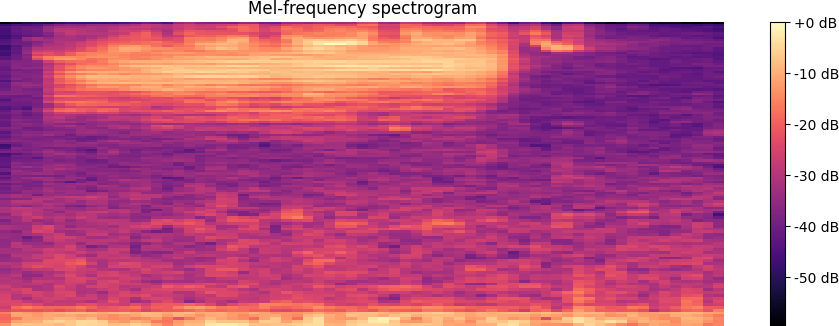 Mel-frequency spectrogram
+0 dB
-10 dB
-20 dB
-30 dB
-40 dB
-50 dB